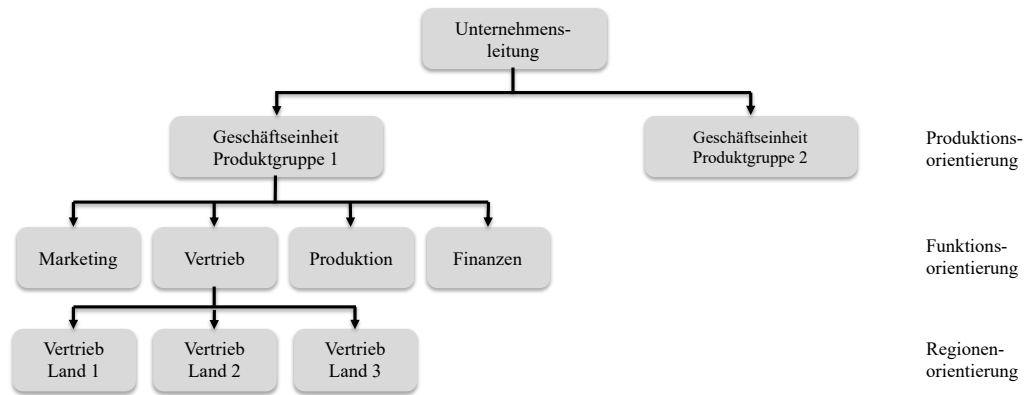 Unternehmens-
leitung
Geschäftseinheit
Produktgruppe 1
Geschäftseinheit
Produktgruppe 2
Produktions-
orientierung
Marketing
Vertrieb
Produktion
Finanzen
Funktions-
orientierung
Vertrieb
Land 1
Vertrieb
Land 2
Vertrieb
Land 3
Regionen-
orientierung